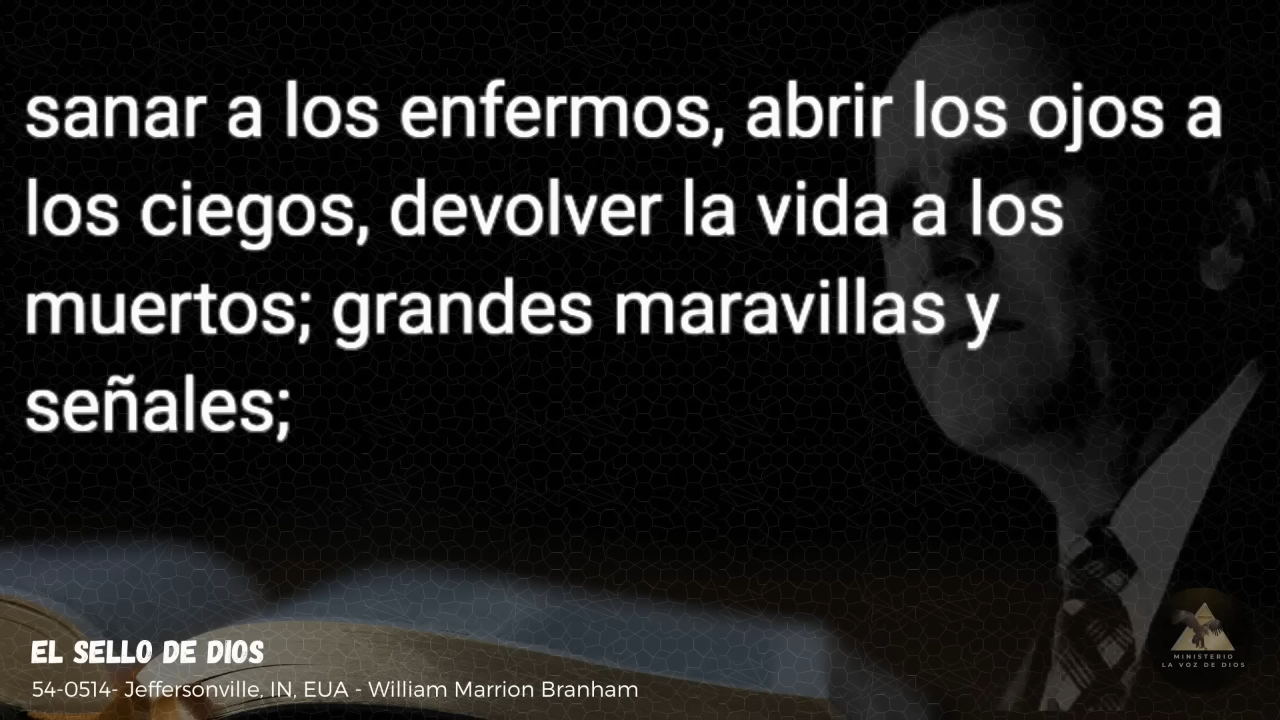 sanar a los enfermos, abrir los ojos a
los ciegos, devolver la vida a los
muertos; grandes maravillas y
señales;
EL SELLO DE DIOS
54-0514- Jeffersonville, IN, EUA - William Marrion Branham
MINISTERIO
LA VOZ DE DIOS